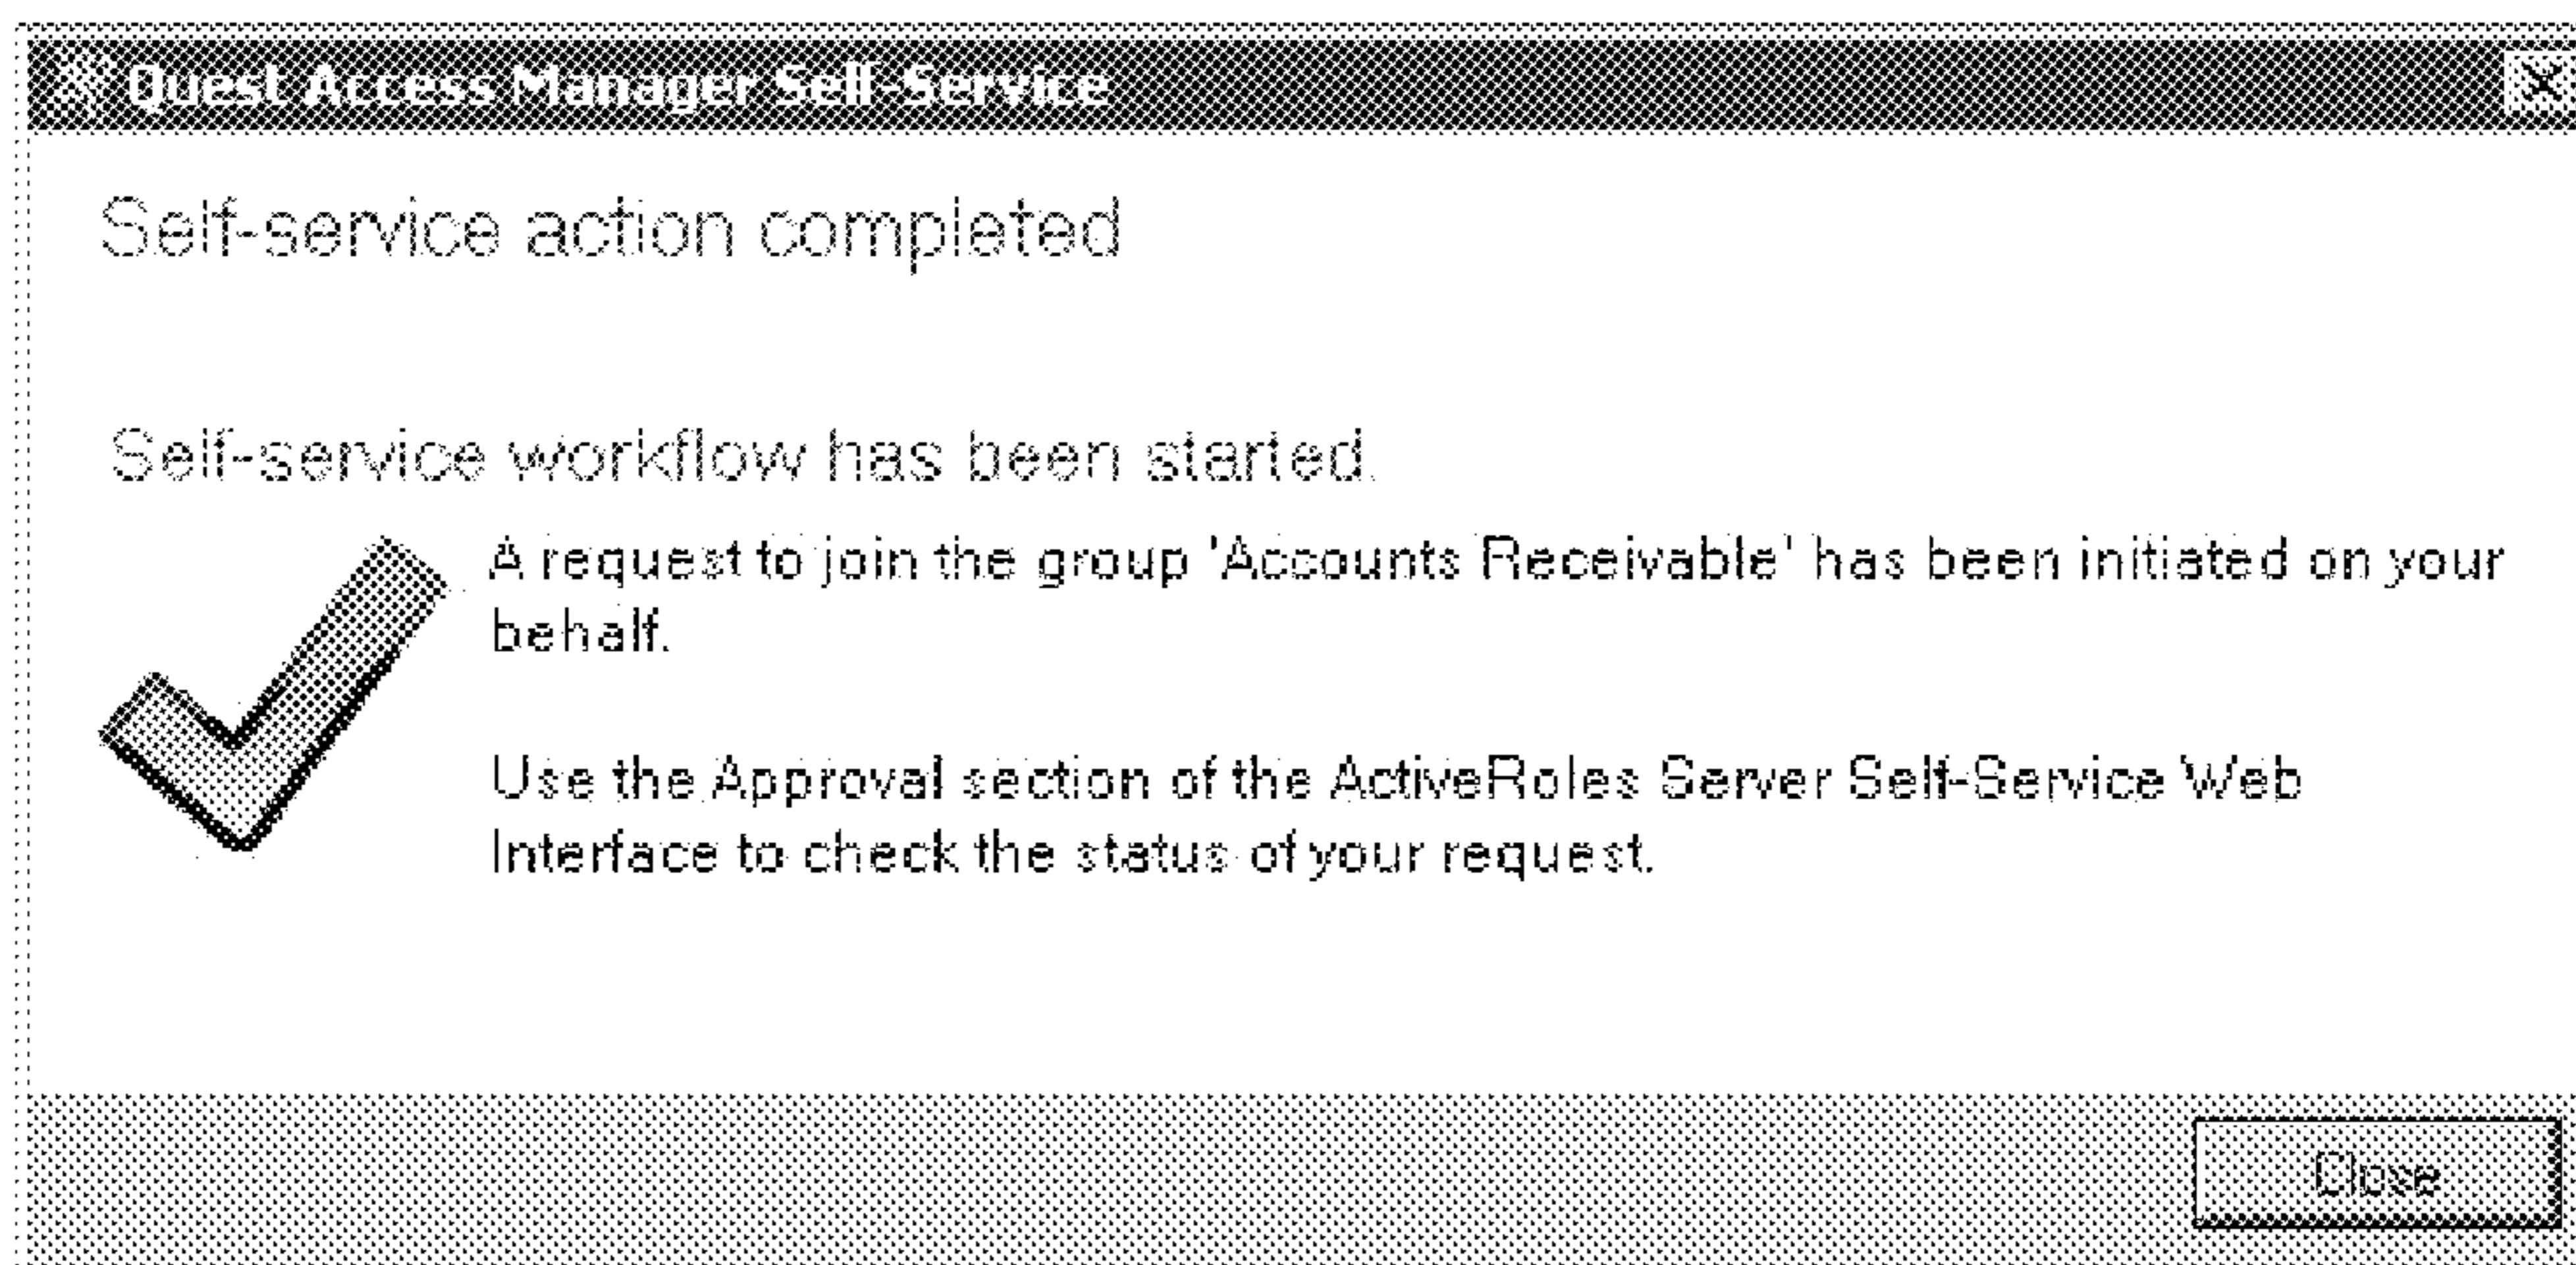 Quest Access Manager Self-Service
Self-service action completed
Self-service workflow has been started.
A request to join the group 'Accounts Receivable' has been initiated on your
behalf.
Use the Approval section of the ActiveRoles Server Self-Service Web
Interface to check the status of your request.
Close